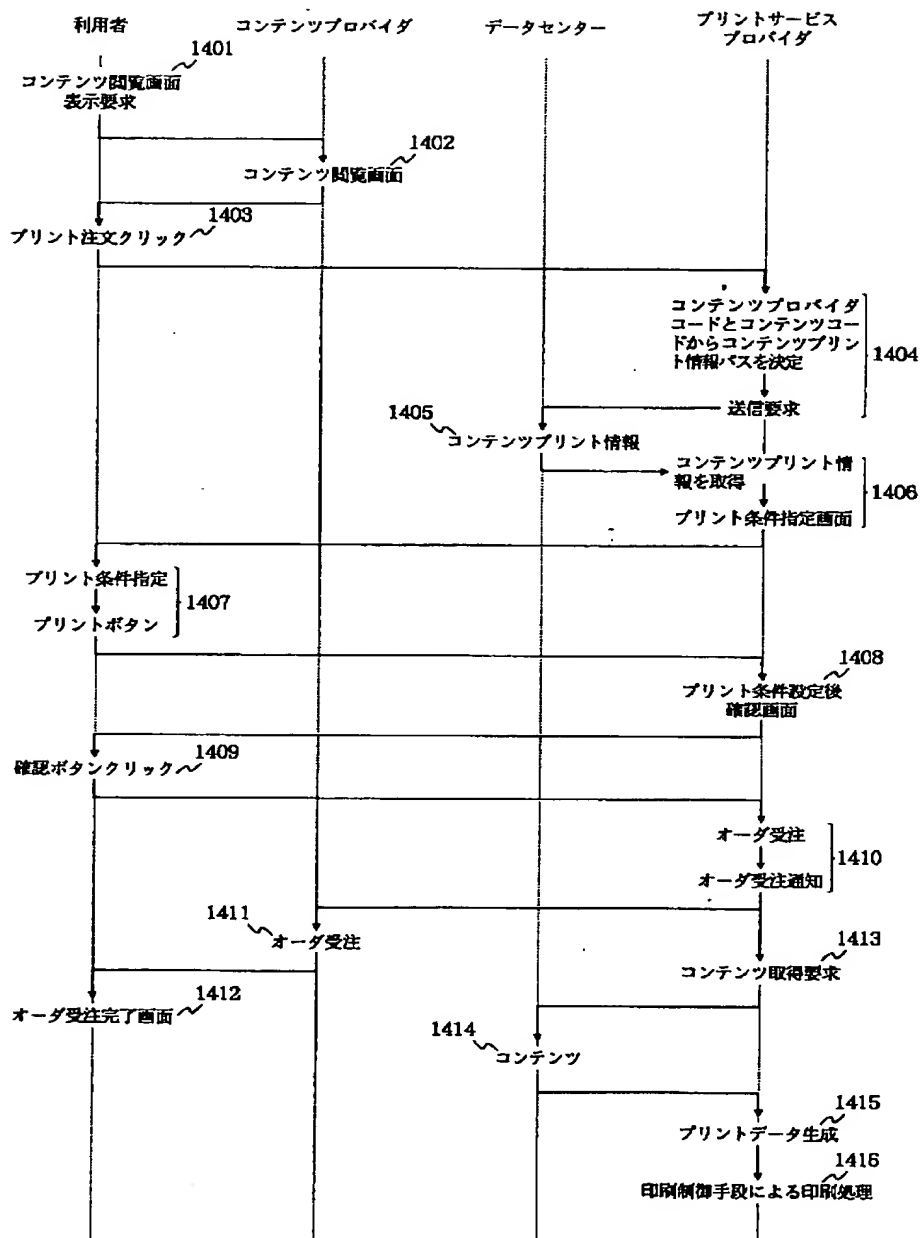 利用者
コンテンツプロバイダ
データセンター
プリントサービス
プロバイダ
1401
コンテンツ閲覧画面
表示要求
1402
コンテンツ閲覧画面
1403
プリント注文クリック
コンテンツプロバイダ
コードとコンテンツコー
ドからコンテンツプリン
ト情報パスを決定
1404
送信要求
1405
コンテンツプリント情報
コンテンツプリント情
報を取得
1406
プリント条件指定画面
プリント条件指定
1407
プリントボタン
1408
プリント条件設定後
確認画面
1409
確認ボタンクリック
オーダ受注
1410
オーダ受注通知
1411
オーダ受注
1413
コンテンツ取得要求
1412
オーダ受注完了画面
1414
コンテンツ
1415
プリントデータ生成
1416
印刷制御手段による印刷処理